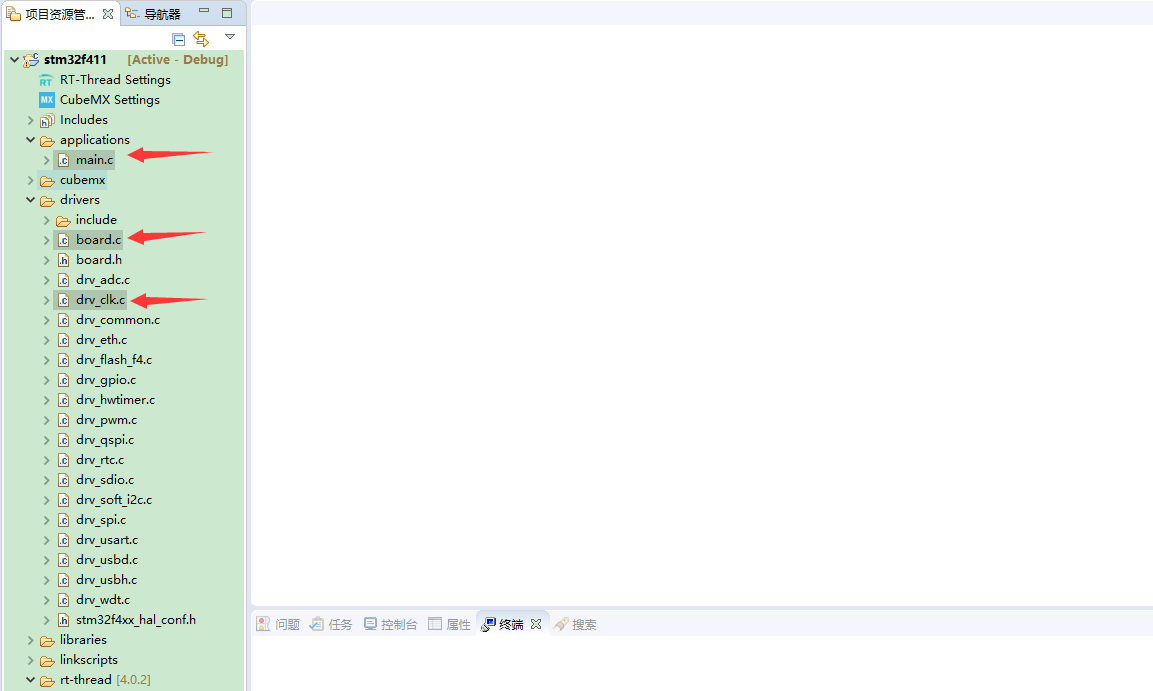 项目资源管...
导航器
stm32f411 [Active - Debug]
RT-Thread Settings
CubeMX Settings
Includes
applications
main.c
cubemx
drivers
include
board.c
board.h
drv_adc.c
drv_clk.c
drv_common.c
drv_eth.c
drv_flash_f4.c
drv_gpio.c
drv_hwtimer.c
drv_pwm.c
drv_qspi.c
drv_rtc.c
drv_sdio.c
drv_soft_i2c.c
drv_spi.c
drv_usart.c
drv_usbd.c
drv_usbh.c
drv_wdt.c
stm32f4xx_hal_conf.h
libraries
linkscripts
rt-thread [4.0.2]
问题 任务 控制台 属性 终端 搜索